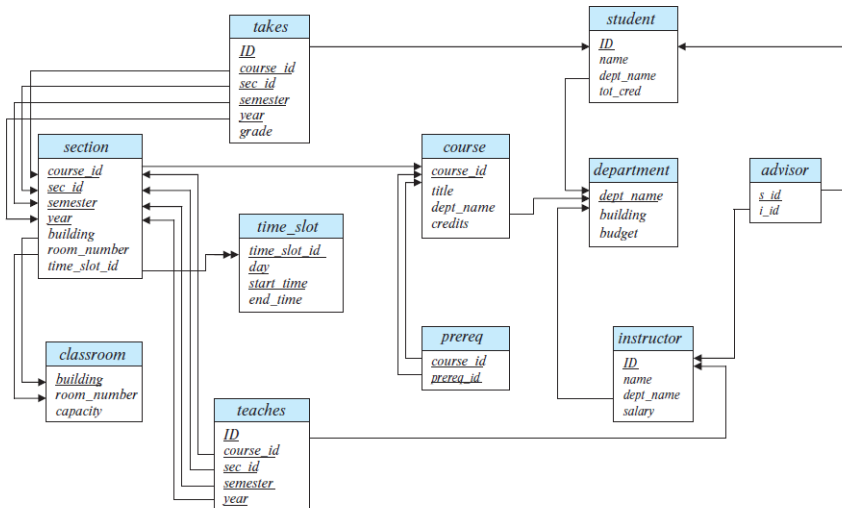 takes
ID
course_id
sec_id
semester
year
grade
student
ID
name
dept_name
tot_cred
section
course_id
sec_id
semester
year
building
room_number
time_slot_id
course
course_id
title
dept_name
credits
department
dept_name
building
budget
advisor
s_id
i_id
time_slot
time_slot_id
day
start_time
end_time
prereq
course_id
prereq_id
instructor
ID
name
dept_name
salary
classroom
building
room_number
capacity
teaches
ID
course_id
sec_id
semester
year